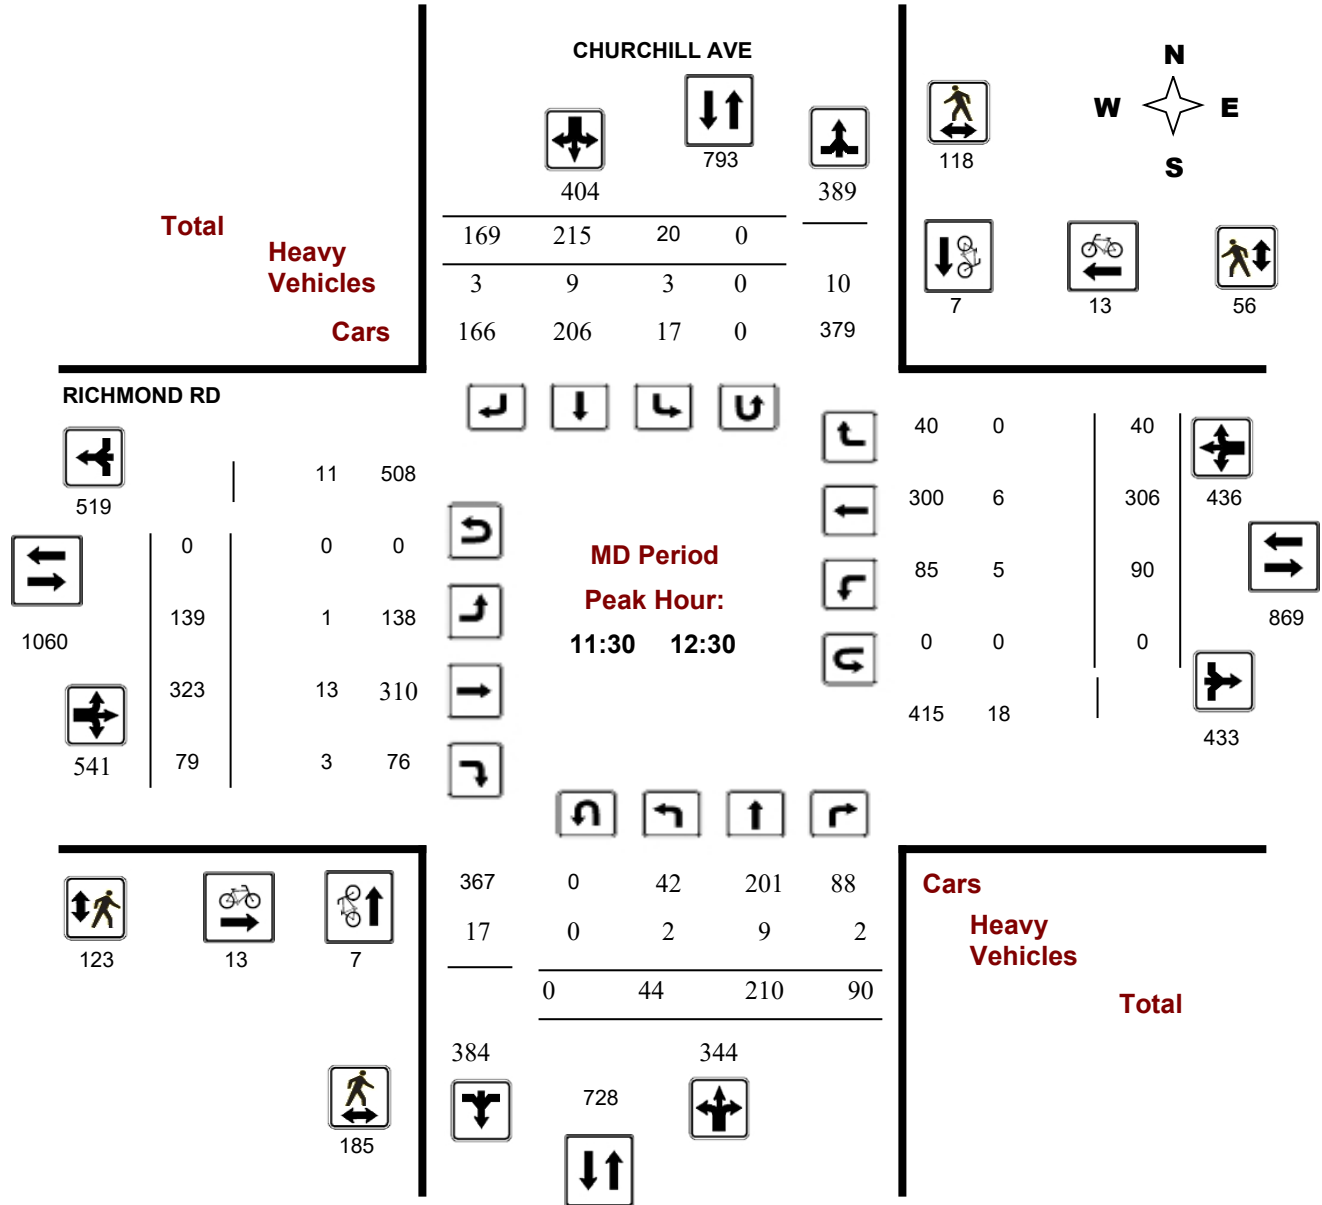 CHURCHILL AVE
N
W E
S
793
118
404
389
Total
169 215 20 0
Heavy
Vehicles
3 9 3 0 10
7 13 56
Cars
166 206 17 0 379
RICHMOND RD
40 0 40
11 508
519
300 6 306 436
0 0 0
MD Period
85 5 90
Peak Hour:
139 1 138
869
1060
11:30 12:30
0 0 0
323 13 310
415 18
433
541 79 3 76
367 0 42 201 88
Cars
17 0 2 9 2
Heavy
Vehicles
123 13 7
0 44 210 90
Total
384 344
728
185